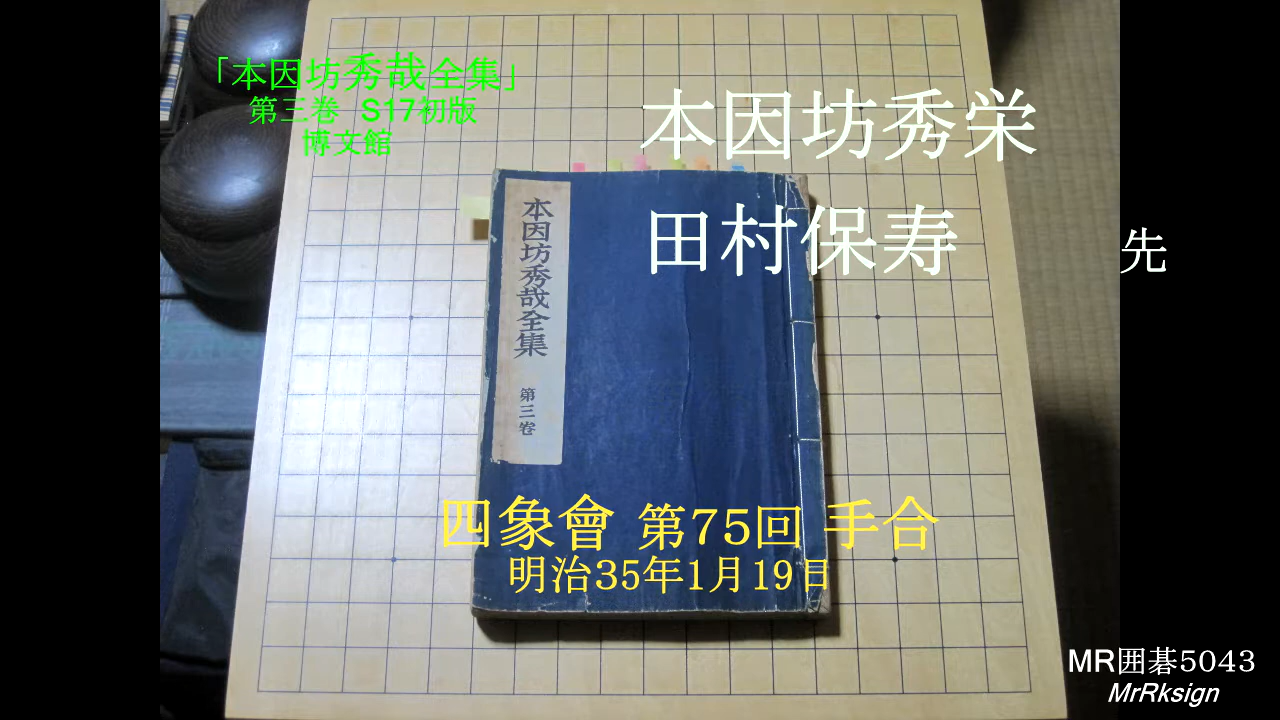 「本因坊秀哉全集」
第三巻 S17初版
博文館
本因坊秀栄
田村保寿
先
本因坊秀哉全集
第三卷
四象會 第75回 手合
明治35年1月19日
MR囲碁5043
MrRksign